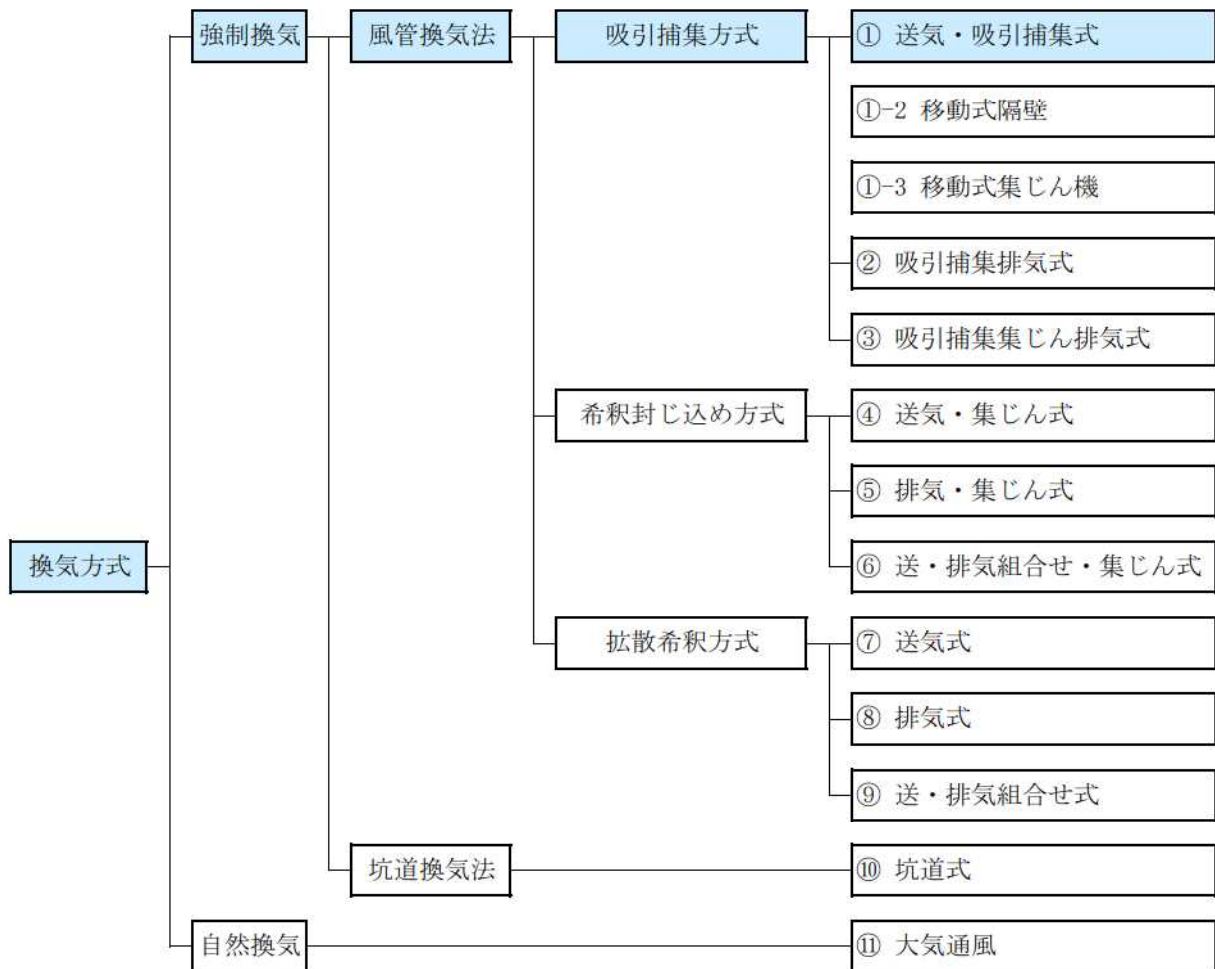 強制換気
風管換気法
吸引捕集方式
① 送気・吸引捕集式
①-2 移動式隔壁
①-3 移動式集じん機
② 吸引捕集排気式
③ 吸引捕集集じん排気式
希釈封じ込め方式
④ 送気・集じん式
⑤ 排気・集じん式
換気方式
⑥ 送・排気組合せ・集じん式
拡散希釈方式
⑦ 送気式
⑧ 排気式
⑨ 送・排気組合せ式
坑道換気法
⑩ 坑道式
自然換気
⑪ 大気通風